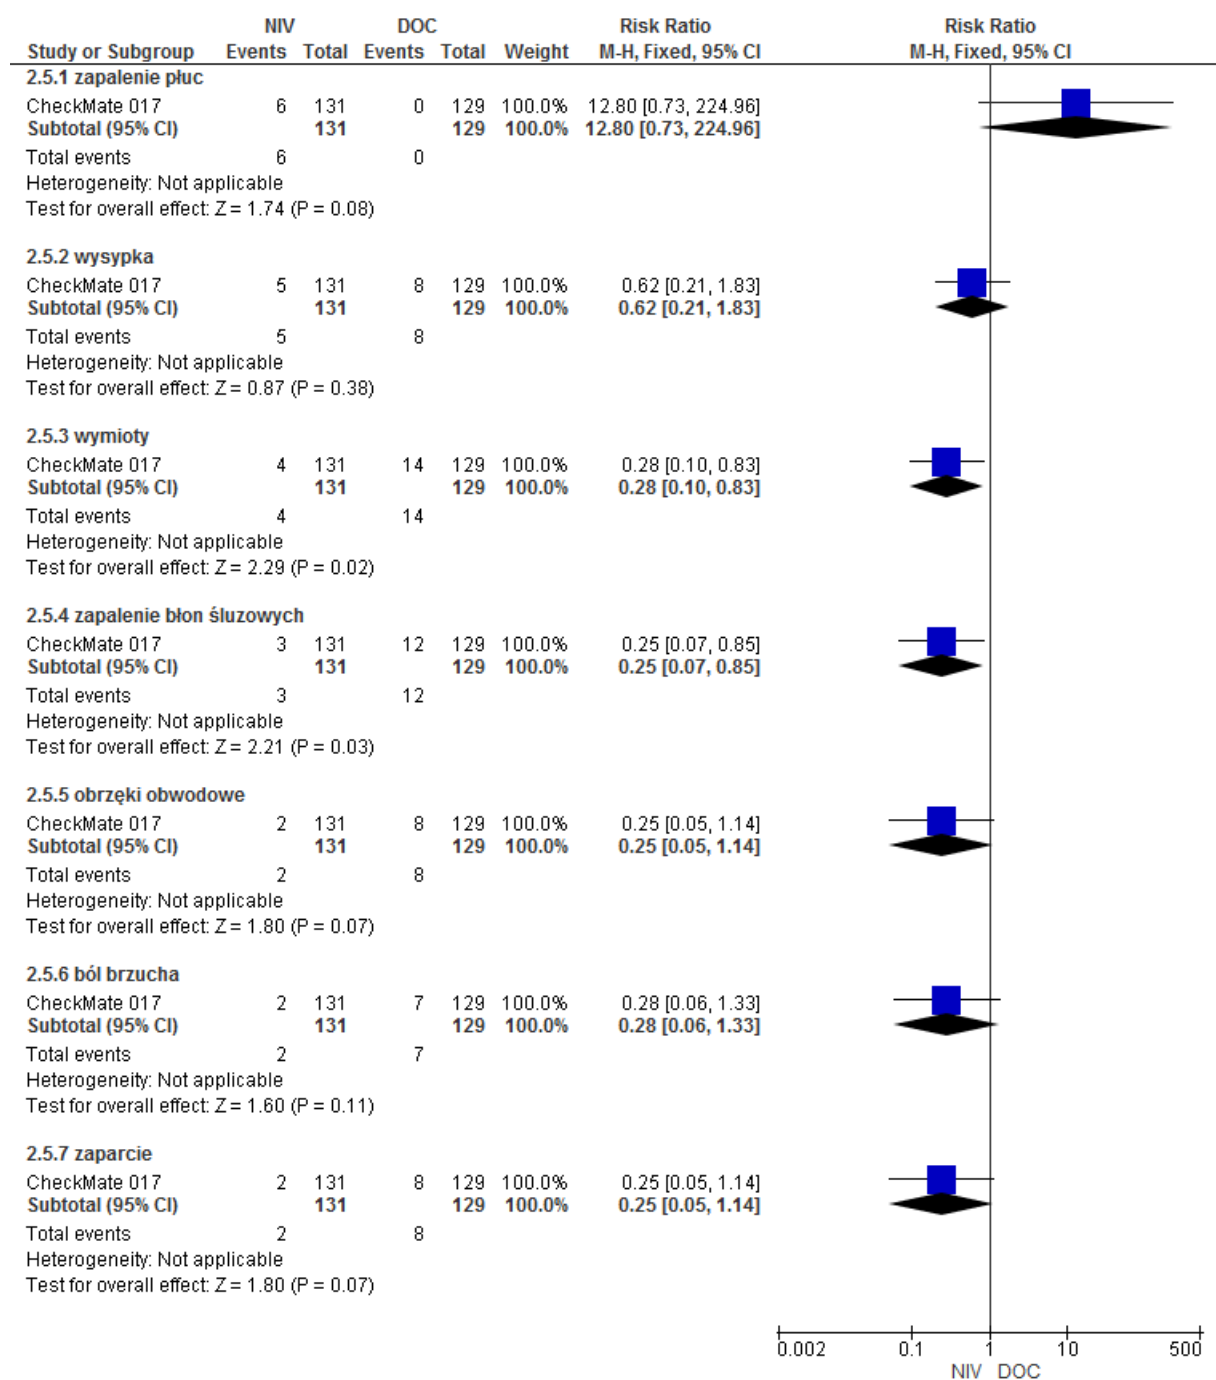 NIV DOC Risk Ratio Risk Ratio
Study or Subgroup Events Total Events Total Weight M-H, Fixed, 95% CI M-H, Fixed, 95% CI
2.5.1 zapalenie płuc
CheckMate 017 6 131 0 129 100.0% 12.80 [0.73, 224.96]
Subtotal (95% CI) 131 129 100.0% 12.80 [0.73, 224.96]
Total events 6 0
Heterogeneity: Not applicable
Test for overall effect: Z = 1.74 (P = 0.08)
2.5.2 wysypka
CheckMate 017 5 131 8 129 100.0% 0.62 [0.21, 1.83]
Subtotal (95% CI) 131 129 100.0% 0.62 [0.21, 1.83]
Total events 5 8
Heterogeneity: Not applicable
Test for overall effect: Z = 0.87 (P = 0.38)
2.5.3 wymioty
CheckMate 017 4 131 14 129 100.0% 0.28 [0.10, 0.83]
Subtotal (95% CI) 131 129 100.0% 0.28 [0.10, 0.83]
Total events 4 14
Heterogeneity: Not applicable
Test for overall effect: Z = 2.29 (P = 0.02)
2.5.4 zapalenie błon śluzowych
CheckMate 017 3 131 12 129 100.0% 0.25 [0.07, 0.85]
Subtotal (95% CI) 131 129 100.0% 0.25 [0.07, 0.85]
Total events 3 12
Heterogeneity: Not applicable
Test for overall effect: Z = 2.21 (P = 0.03)
2.5.5 obrzęki obwodowe
CheckMate 017 2 131 8 129 100.0% 0.25 [0.05, 1.14]
Subtotal (95% CI) 131 129 100.0% 0.25 [0.05, 1.14]
Total events 2 8
Heterogeneity: Not applicable
Test for overall effect: Z = 1.80 (P = 0.07)
2.5.6 ból brzucha
CheckMate 017 2 131 7 129 100.0% 0.28 [0.06, 1.33]
Subtotal (95% CI) 131 129 100.0% 0.28 [0.06, 1.33]
Total events 2 7
Heterogeneity: Not applicable
Test for overall effect: Z = 1.60 (P = 0.11)
2.5.7 zaparcie
CheckMate 017 2 131 8 129 100.0% 0.25 [0.05, 1.14]
Subtotal (95% CI) 131 129 100.0% 0.25 [0.05, 1.14]
Total events 2 8
Heterogeneity: Not applicable
Test for overall effect: Z = 1.80 (P = 0.07)
0.002 0.1 1 10 500
NIV DOC